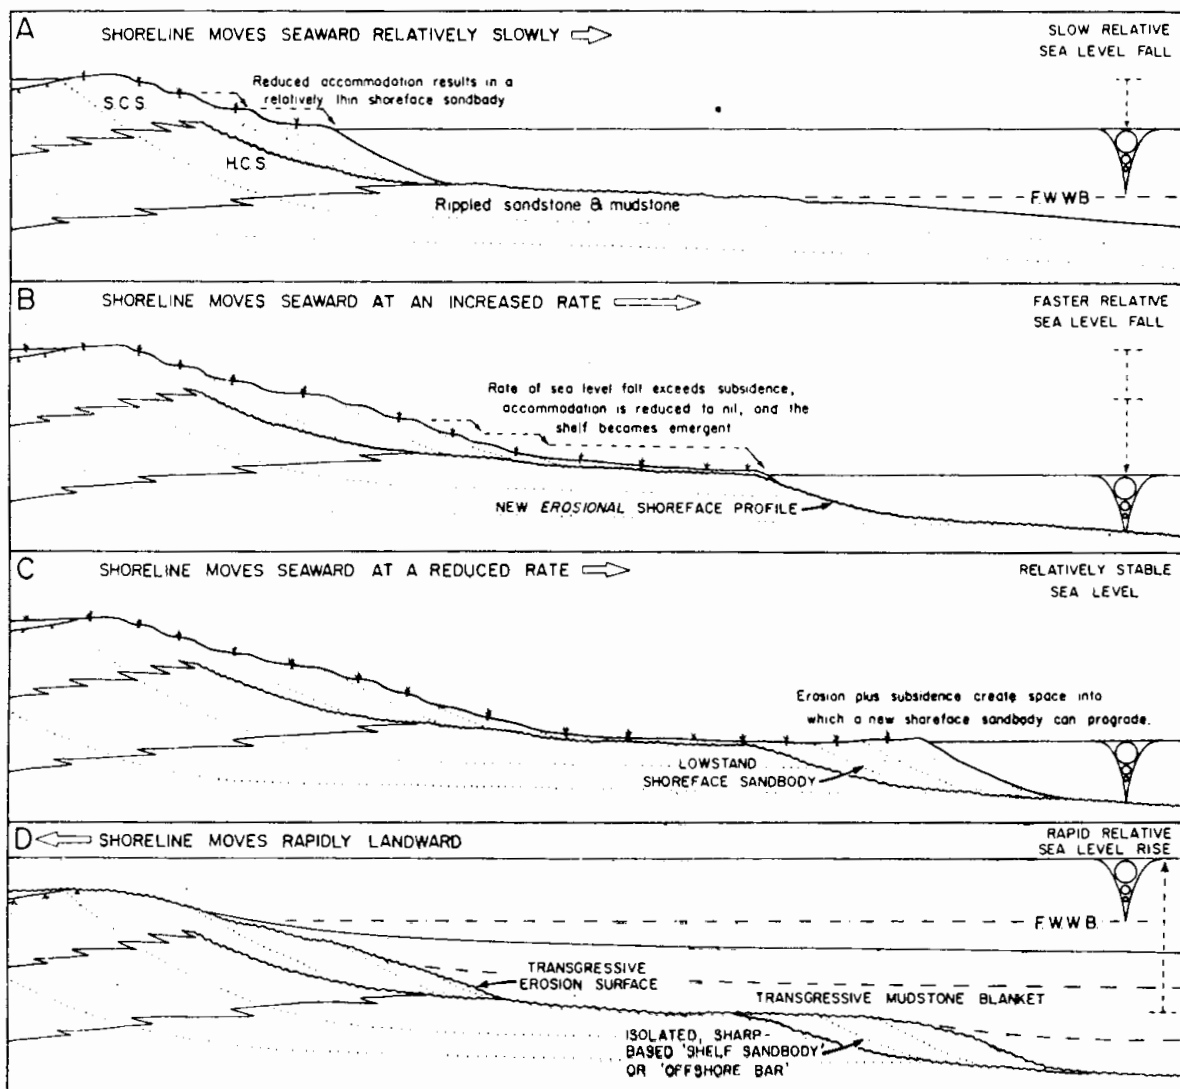 A
SHORELINE MOVES SEAWARD RELATIVELY SLOWLY
SLOW RELATIVE
SEA LEVEL FALL
Reduced accommodation results in a
relatively thin shoreface sandbady
S.C.S.
H.C.S.
Rippled sandstone & mudstone
F.W.W.B.
B
SHORELINE MOVES SEAWARD AT AN INCREASED RATE
FASTER RELATIVE
SEA LEVEL FALL
Rate of sea level fall exceeds subsidence,
accommodation is reduced to nil, and the
shelf becomes emergent
NEW EROSIONAL SHOREFACE PROFILE
C
SHORELINE MOVES SEAWARD AT A REDUCED RATE
RELATIVELY STABLE
SEA LEVEL
Erosion plus subsidence create space into
which a new shareface sandbody can prograde.
LOWSTAND
SHOREFACE SANDBODY
D
SHORELINE MOVES RAPIDLY LANDWARD
RAPID RELATIVE
SEA LEVEL RISE
F.W.W.B.
TRANSGRESSIVE
EROSION SURFACE
TRANSGRESSIVE MUDSTONE BLANKET
ISOLATED, SHARP-
BASED 'SHELF SANDBODY'
OR 'OFFSHORE BAR'